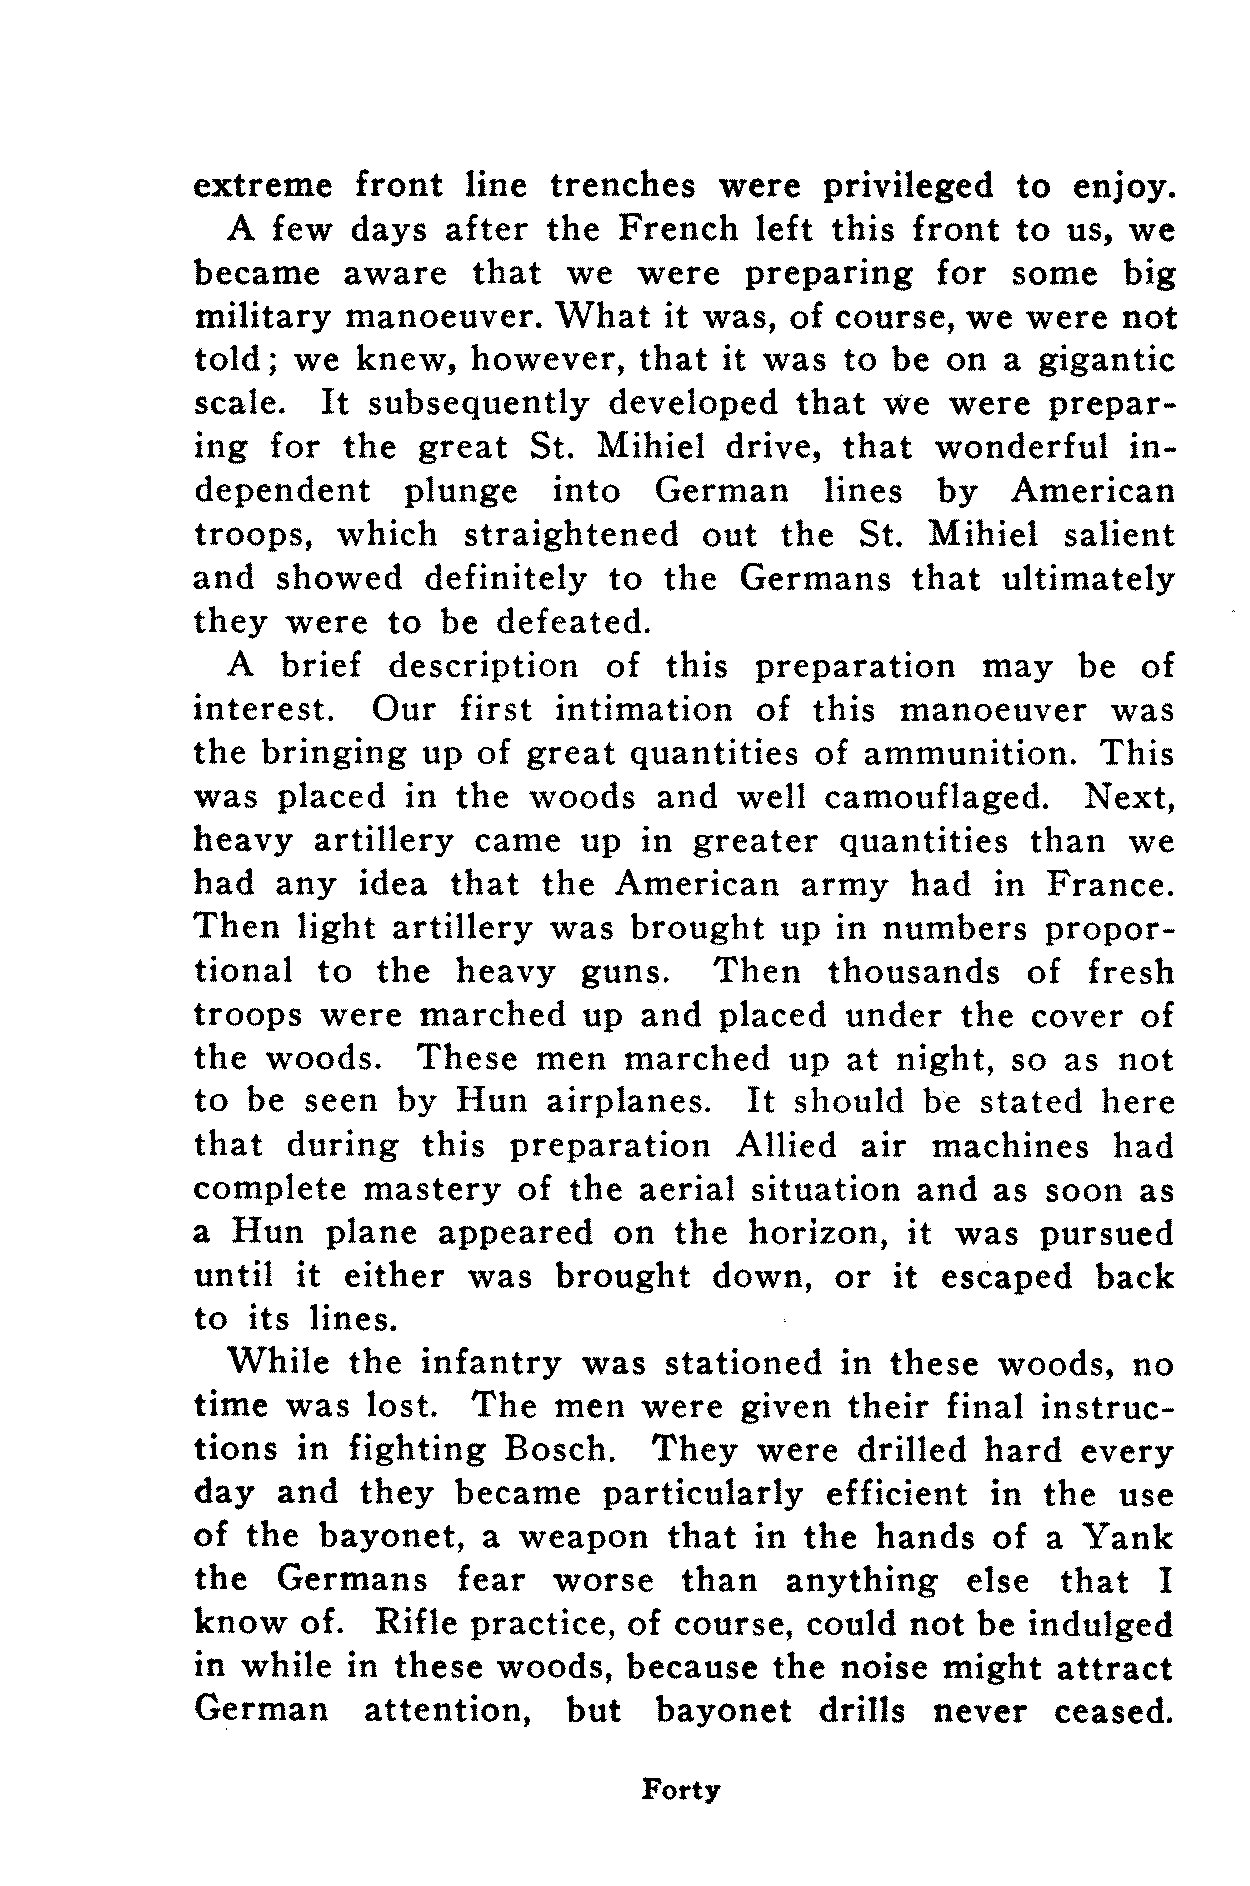 extreme front line trenches were privileged to enjoy.
A few days after the French left this front to us, we
became aware that we were preparing for some big
military manoeuver. What it was, of course, we were not
told; we knew, however, that it was to be on a gigantic
scale. It subsequently developed that we were prepar-
ing for the great St. Mihiel drive, that wonderful in-
dependent plunge into German lines by American
troops, which straightened out the St. Mihiel salient
and showed definitely to the Germans that ultimately
they were to be defeated.
A brief description of this preparation may be of
interest. Our first intimation of this manoeuver was
the bringing up of great quantities of ammunition. This
was placed in the woods and well camouflaged. Next,
heavy artillery came up in greater quantities than we
had any idea that the American army had in France.
Then light artillery was brought up in numbers propor-
tional to the heavy guns. Then thousands of fresh
troops were marched up and placed under the cover of
the woods. These men marched up at night, so as not
to be seen by Hun airplanes. It should be stated here
that during this preparation Allied air machines had
complete mastery of the aerial situation and as soon as
a Hun plane appeared on the horizon, it was pursued
until it either was brought down, or it escaped back
to its lines.
While the infantry was stationed in these woods, no
time was lost. The men were given their final instruc-
tions in fighting Bosch. They were drilled hard every
day and they became particularly efficient in the use
of the bayonet, a weapon that in the hands of a Yank
the Germans fear worse than anything else that I
know of. Rifle practice, of course, could not be indulged
in while in these woods, because the noise might attract
German attention, but bayonet drills never ceased.
Forty